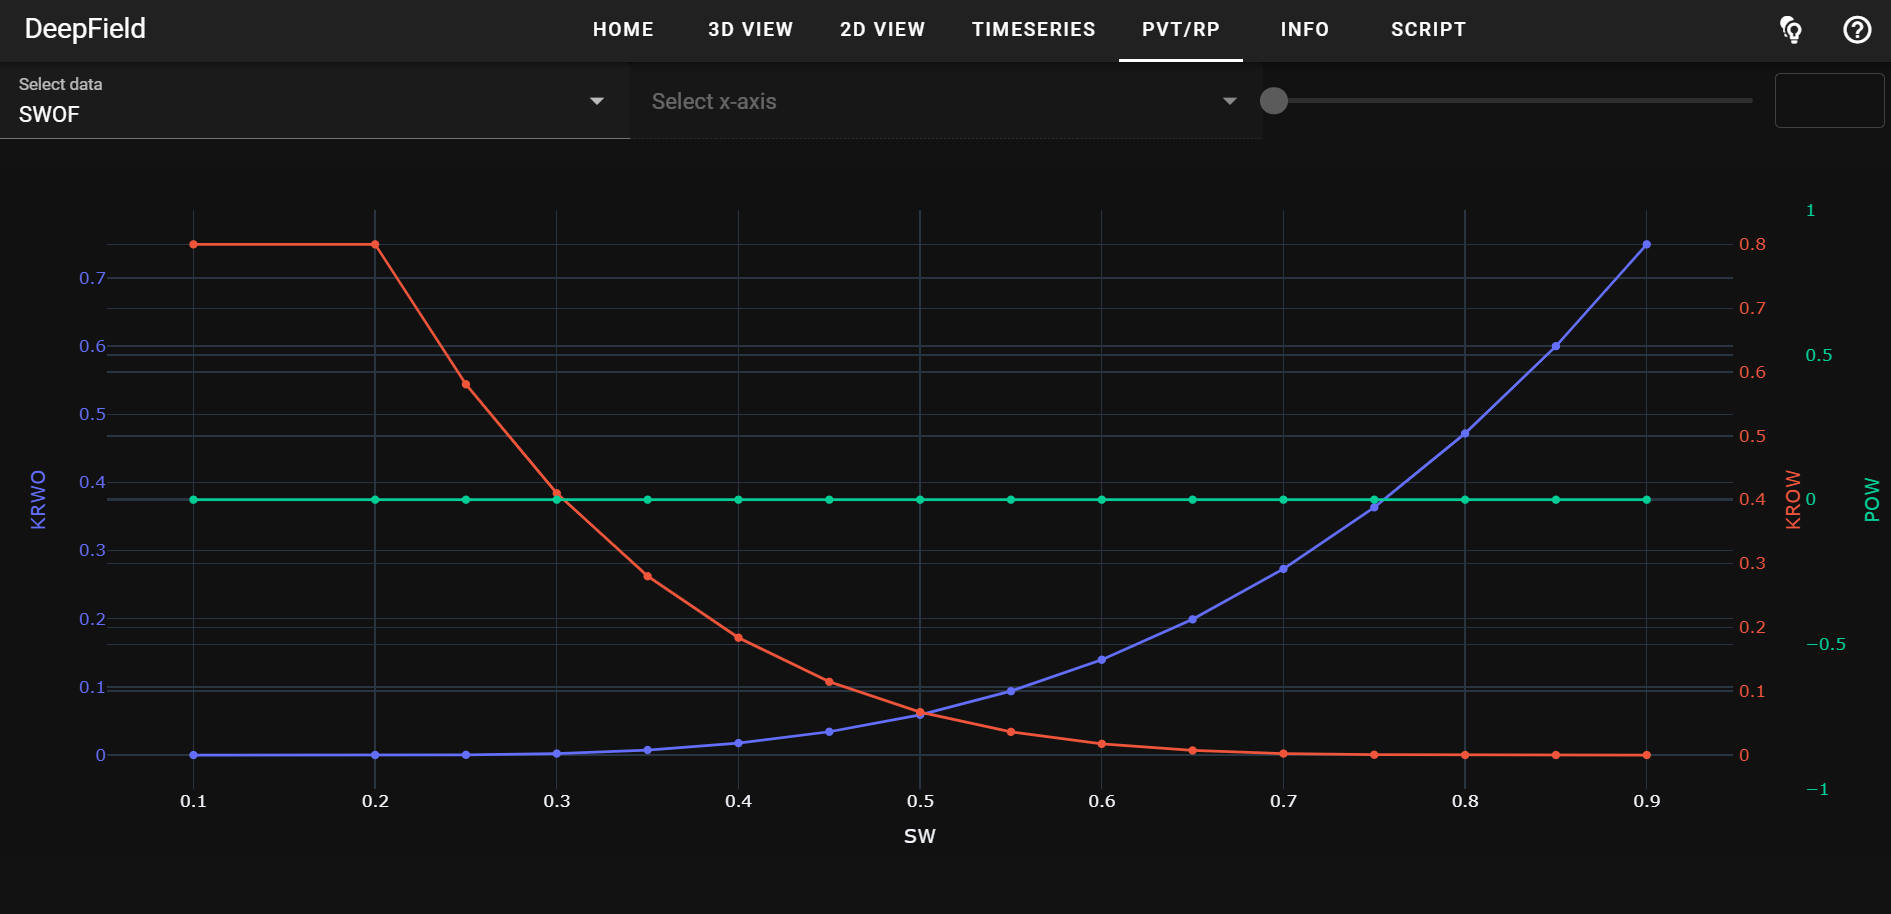 DeepField
HOME 3D VIEW 2D VIEW TIMESERIES PVT/RP INFO SCRIPT
Select data
SWOF
Select x-axis
1
0.8
0.7
0.7
0.6
0.5
0.6
0.5
0.5
0.4
0.4
0
0.3
0.3
0.2
0.2
−0.5
0.1
0.1
0
0
−1
KRWO
KROW
POW
0.1 0.2 0.3 0.4 0.5 0.6 0.7 0.8 0.9
SW